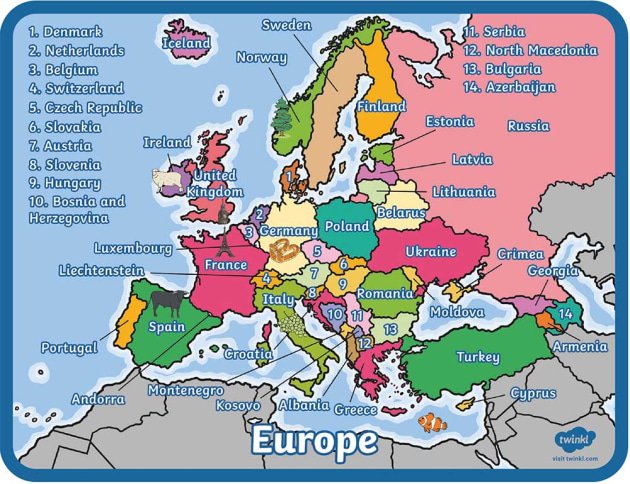 1. Denmark
2. Netherlands
3. Belgium
4. Switzerland
5. Czech Republic
6. Slovakia
7. Austria
8. Slovenia
9. Hungary
10. Bosnia and
Herzegovina
11. Serbia
12. North Macedonia
13. Bulgaria
14. Azerbaijan
Sweden
Iceland
Norway
Finland
Estonia
Russia
Ireland
Latvia
United
Kingdom
1
Lithuania
2
Belarus
3
Germany
Poland
Luxembourg
5
Ukraine
France
6
Crimea
Liechtenstein
4
7
Georgia
9
8
Italy
Romania
Moldova
14
10
11
Spain
13
Armenia
Portugal
12
Croatia
Turkey
Andorra
Montenegro
Kosovo
Albania
Greece
Cyprus
Europe
twinkl
visit twinkl.com